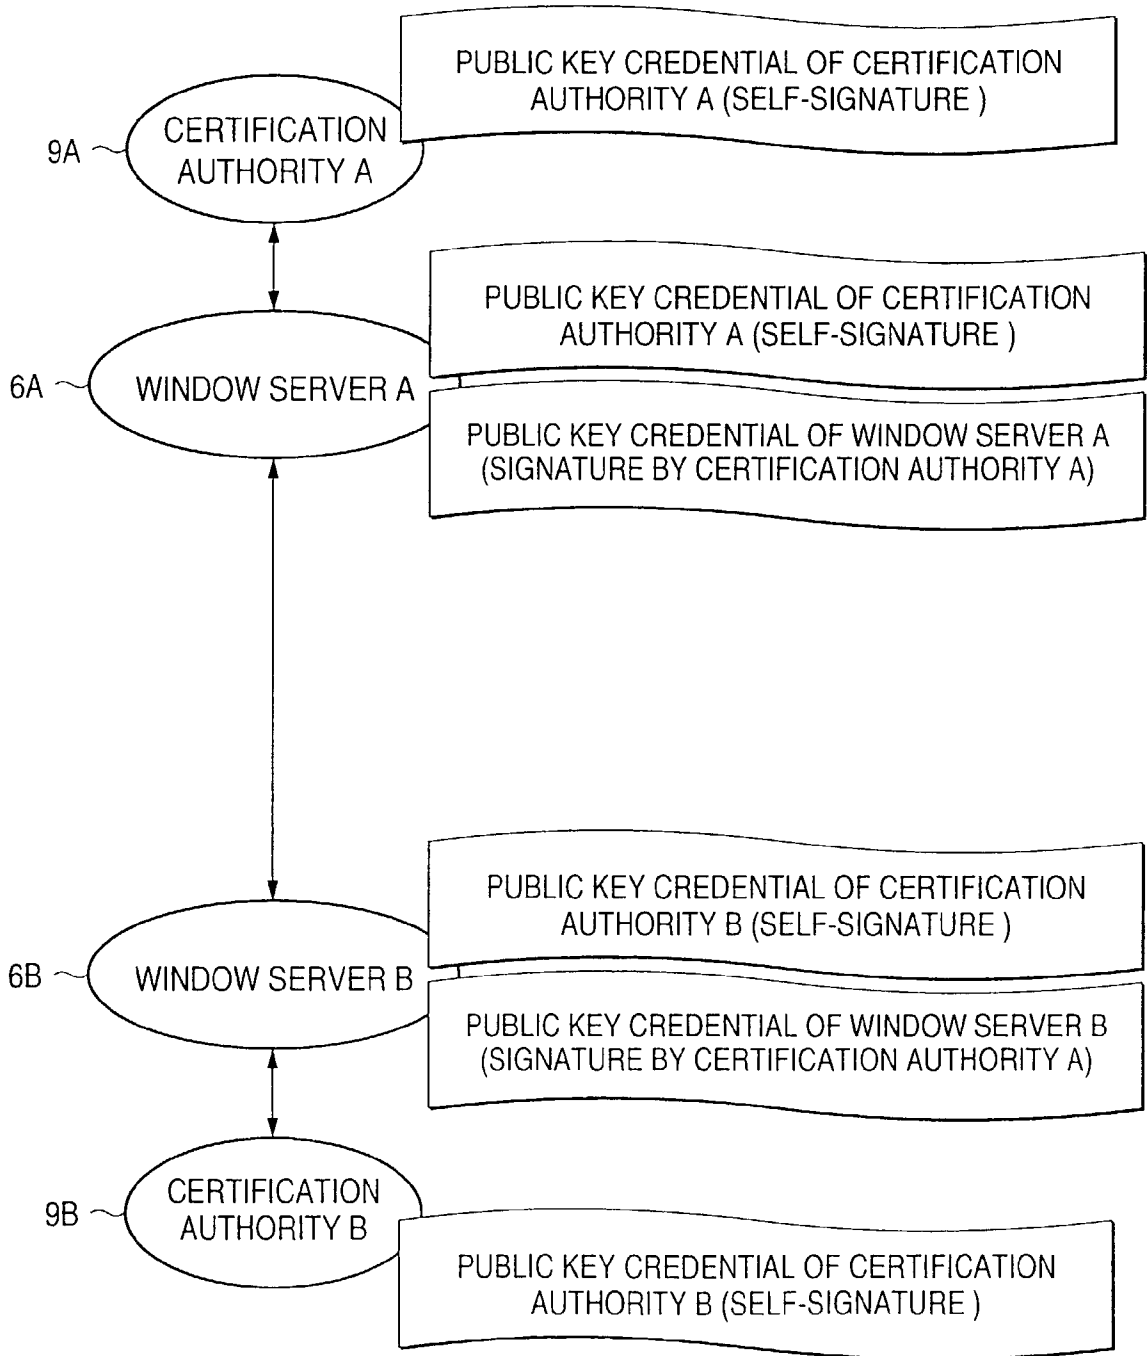 PUBLIC KEY CREDENTIAL OF CERTIFICATION
AUTHORITY A (SELF-SIGNATURE )
9A
CERTIFICATION
AUTHORITY A
PUBLIC KEY CREDENTIAL OF CERTIFICATION
AUTHORITY A (SELF-SIGNATURE )
6A
WINDOW SERVER A
PUBLIC KEY CREDENTIAL OF WINDOW SERVER A
(SIGNATURE BY CERTIFICATION AUTHORITY A)
PUBLIC KEY CREDENTIAL OF CERTIFICATION
AUTHORITY B (SELF-SIGNATURE )
6B
WINDOW SERVER B
PUBLIC KEY CREDENTIAL OF WINDOW SERVER B
(SIGNATURE BY CERTIFICATION AUTHORITY A)
9B
CERTIFICATION
AUTHORITY B
PUBLIC KEY CREDENTIAL OF CERTIFICATION
AUTHORITY B (SELF-SIGNATURE )